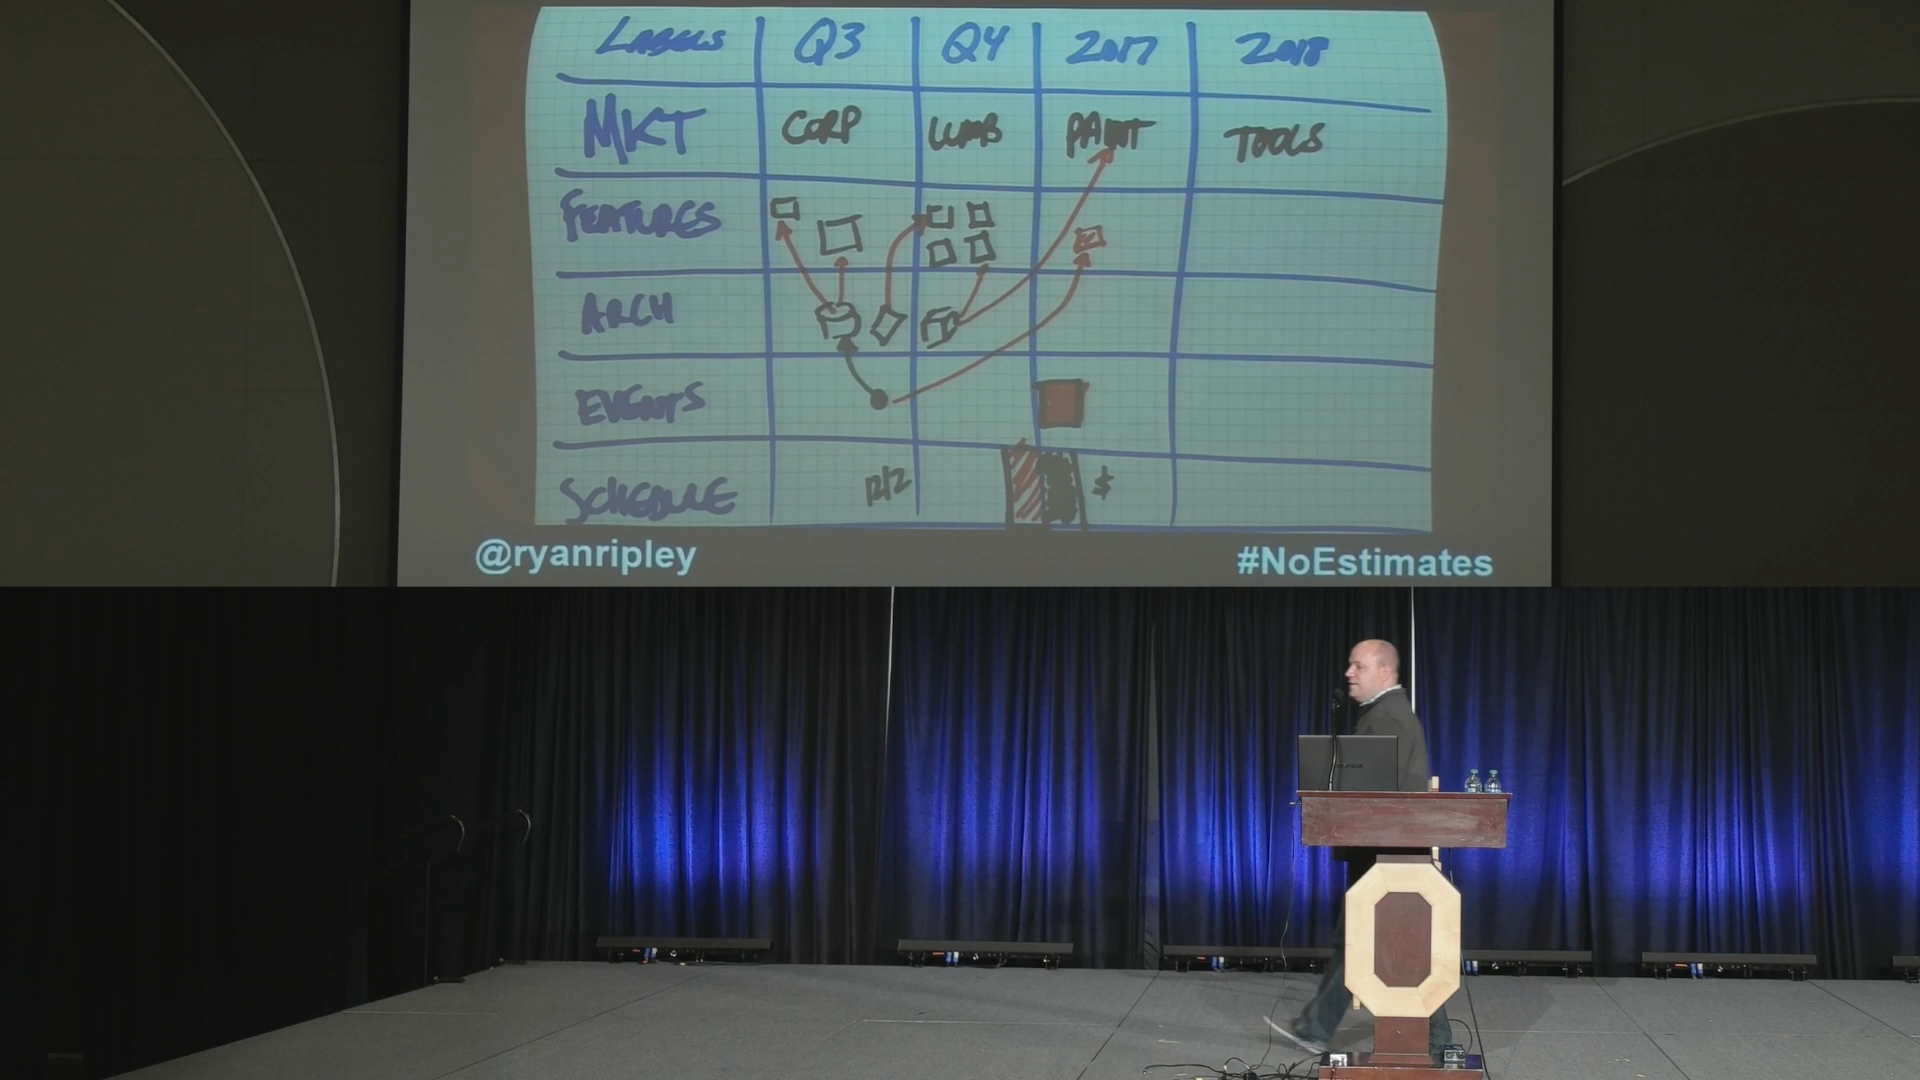 LABELS Q3 Q4 2017 2018
MKT CORP LUMB PAINT TOOLS
FEATURES
ARCH
EVENTS
SCHEDULE $
@ryanripley #NoEstimates